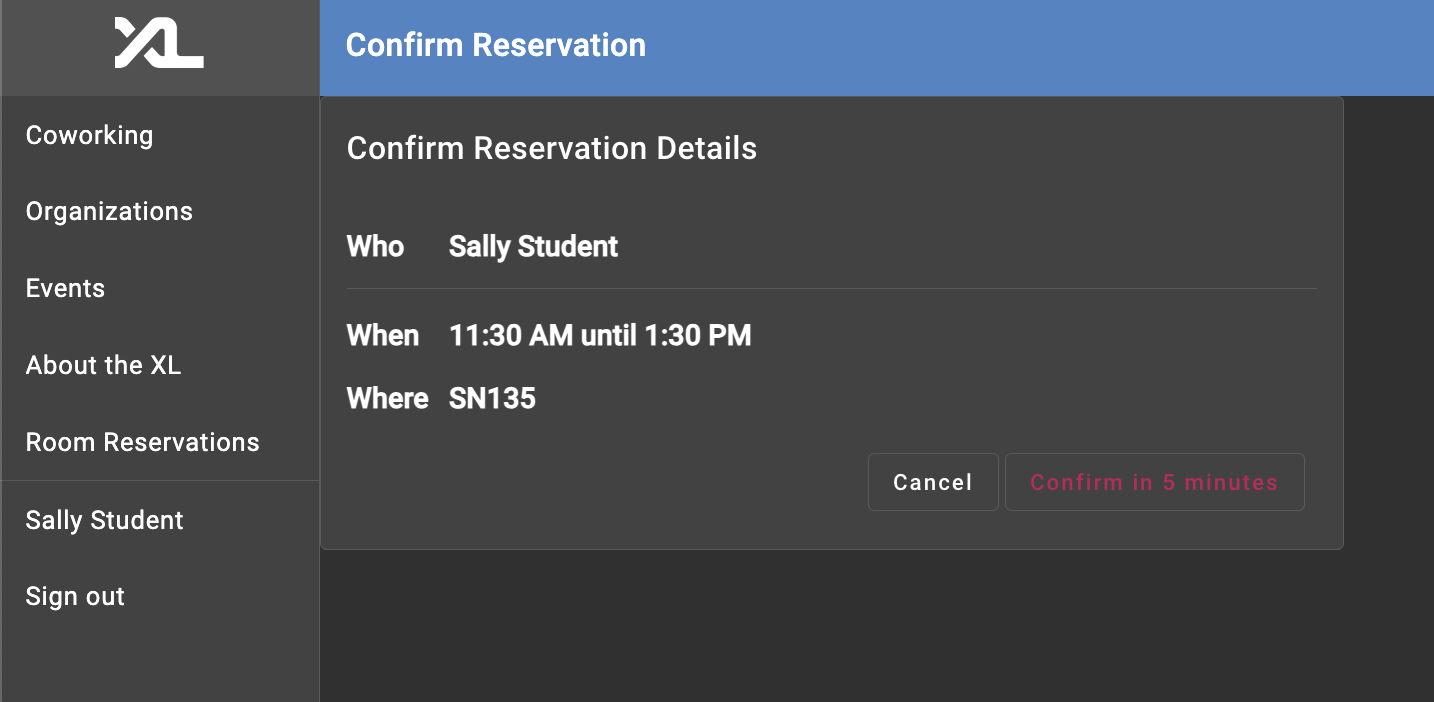 XL
Confirm Reservation
Coworking
Organizations
Events
About the XL
Room Reservations
Sally Student
Sign out
Confirm Reservation Details
Who Sally Student
When 11:30 AM until 1:30 PM
Where SN135
Cancel Confirm in 5 minutes